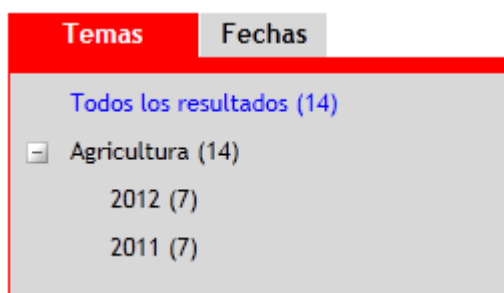 Temas Fechas
Todos los resultados (14)
Agricultura (14)
2012 (7)
2011 (7)